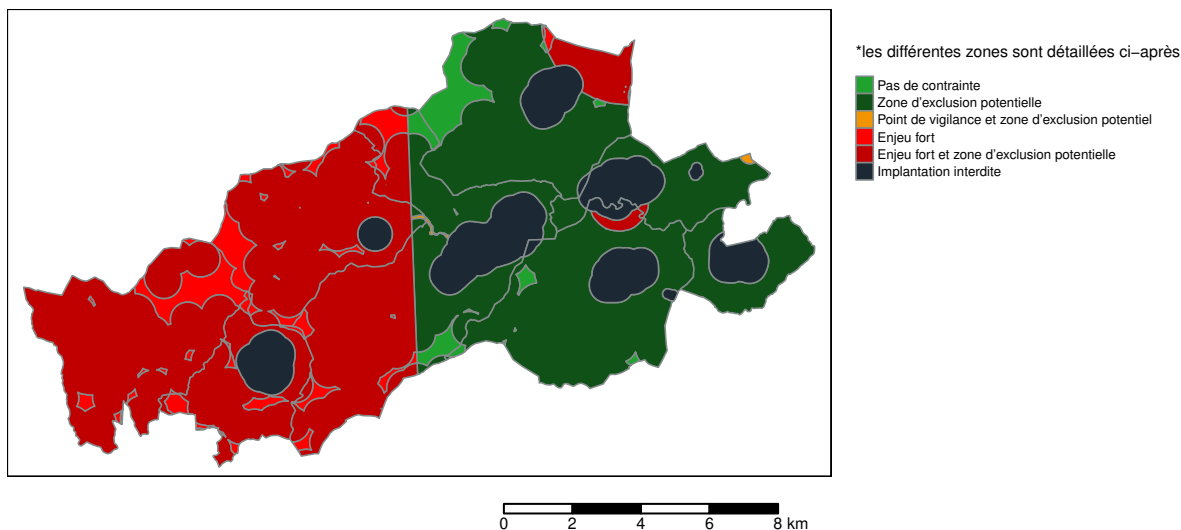 *les différentes zones sont détaillées ci−après
Pas de contrainte
Zone d'exclusion potentielle
Point de vigilance et zone d'exclusion potentiel
Enjeu fort
Enjeu fort et zone d'exclusion potentielle
Implantation interdite
0 2 4 6 8 km